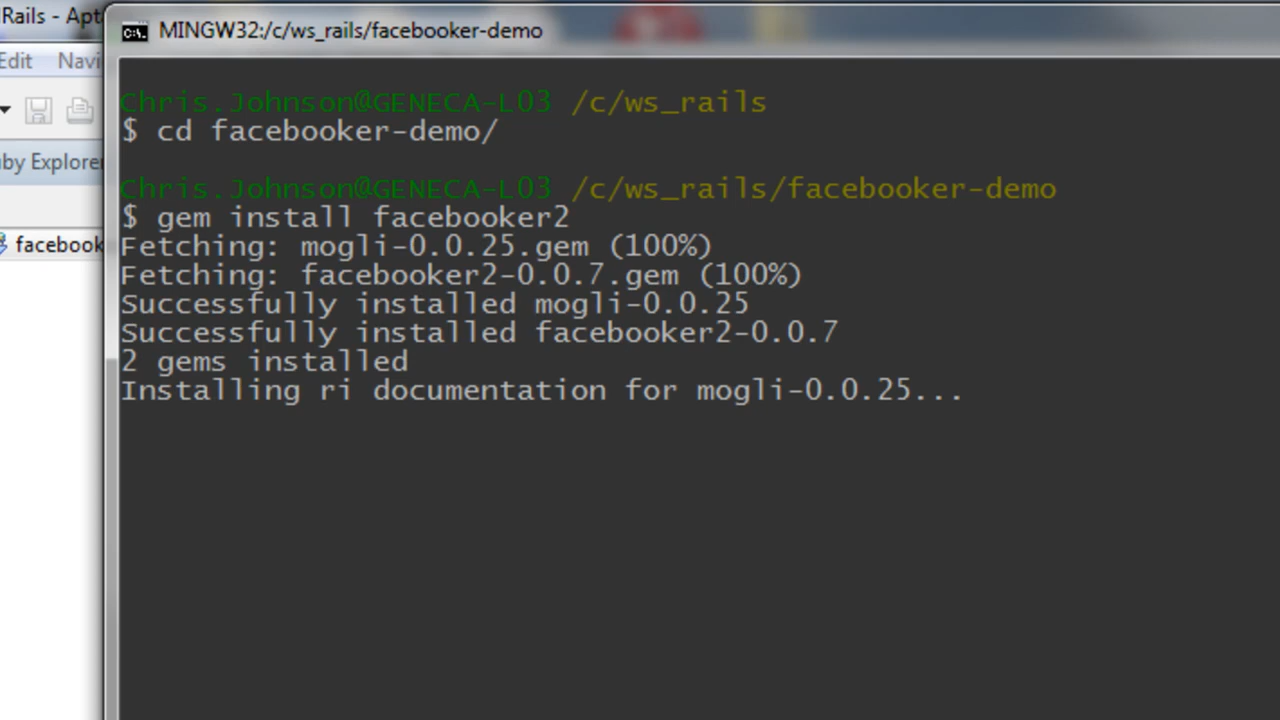 Rails - Apt
MINGW32:/c/ws_rails/facebooker-demo
Edit Navi
uby Explore
facebook
Chris.Johnson@GENECA-L03 /c/ws_rails
$ cd facebooker-demo/
Chris.Johnson@GENECA-L03 /c/ws_rails/facebooker-demo
$ gem install facebooker2
Fetching: mogli-0.0.25.gem (100%)
Fetching: facebooker2-0.0.7.gem (100%)
Successfully installed mogli-0.0.25
Successfully installed facebooker2-0.0.7
2 gems installed
Installing ri documentation for mogli-0.0.25...